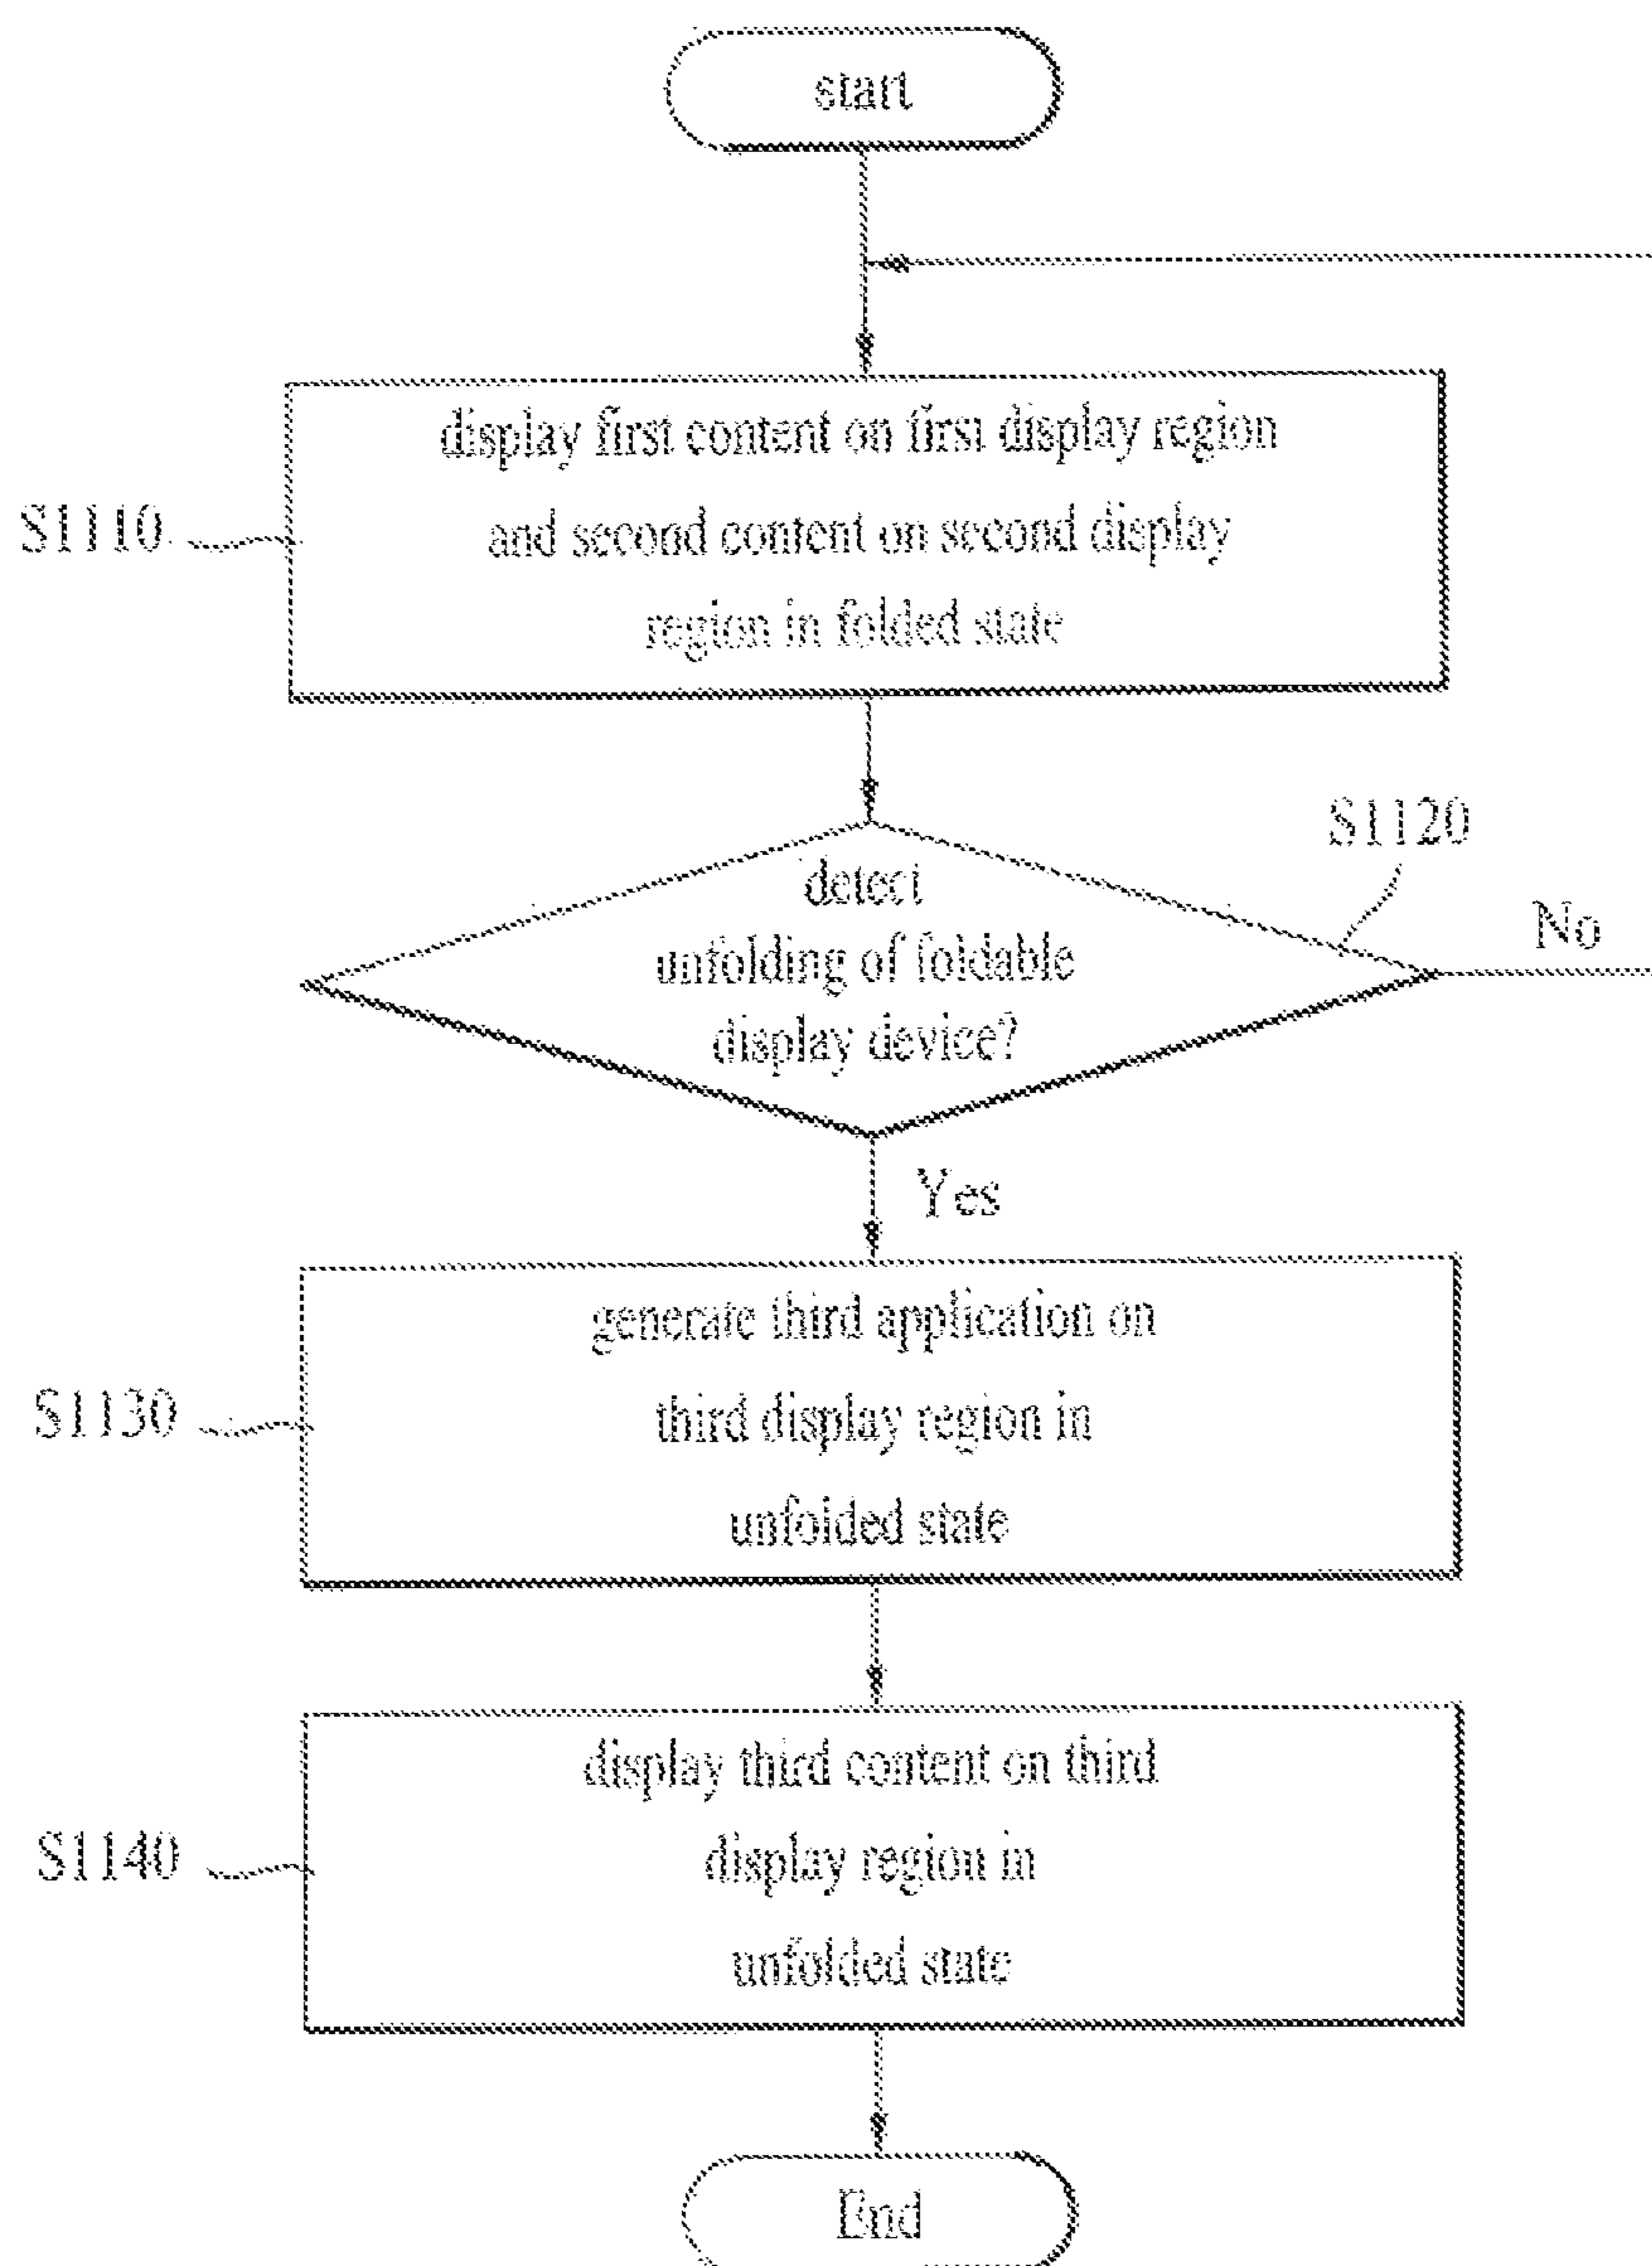 start
display first content on first display region
and second content on second display
region in folded state
S1110
S1120
detect
unfolding of foldable
display device?
No
Yes
generate third application on
third display region in
unfolded state
S1130
display third content on third
display region in
unfolded state
S1140
End